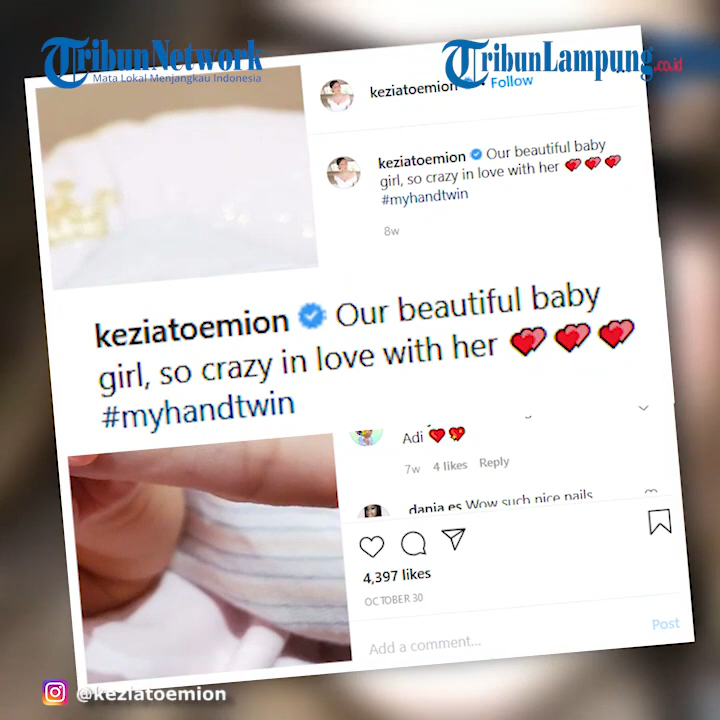 TribunNetwork
Mata Lokal Menjangkau Indonesia
TribunLampung.co.id
keziatoemion
Follow
keziatoemion Our beautiful baby
girl, so crazy in love with her 💕💕💕
#myhandtwin
8w
keziatoemion Our beautiful baby
girl, so crazy in love with her 💕💕💕
#myhandtwin
Adi
7w 4 likes Reply
dania.es Wow such nice nails
4,397 likes
OCTOBER 30
Add a comment...
Post
@keziatoemion